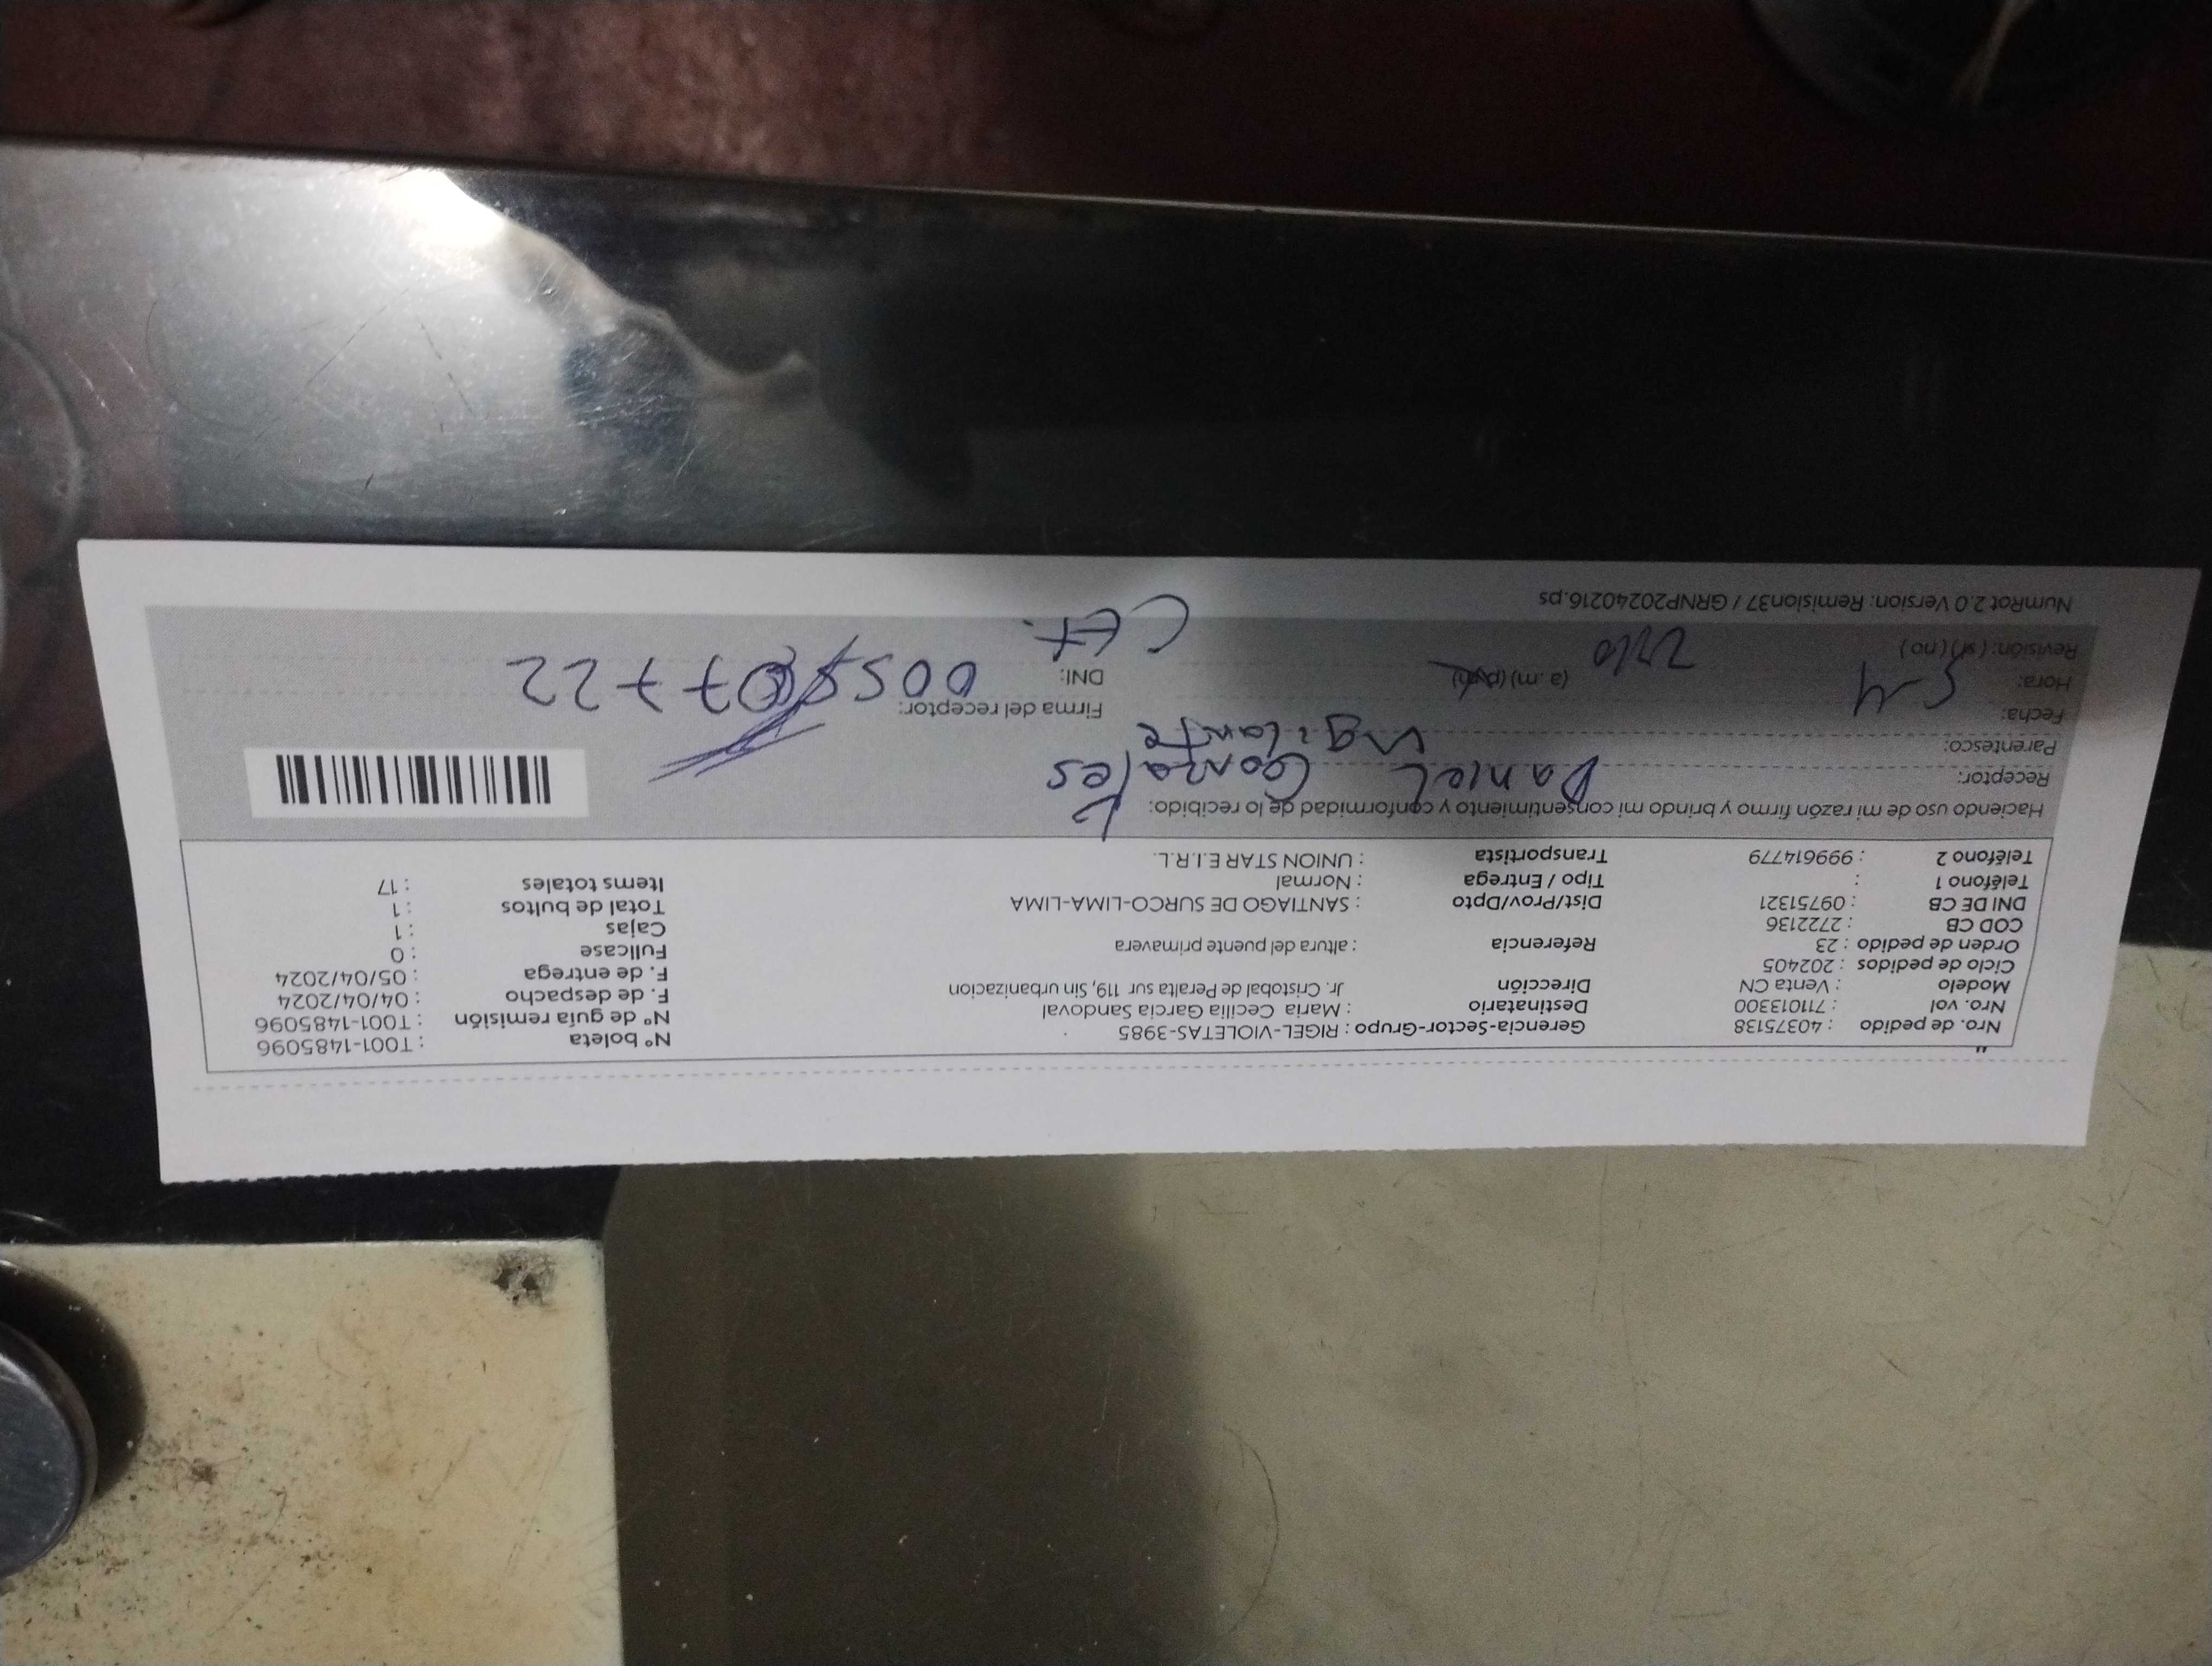 Nro. de pedido : 40375138 Gerencia-Sector-Grupo : RIGEL-VIOLETAS-3985 N° boleta : T001-1485096
Nro. vol : 711013300 Destinatario : Maria Cecilia Garcia Sandoval N° de guía remisión : T001-1485096
Modelo : Venta CN Dirección Jr. Cristobal de Peralta sur 119, Sin urbanizacion F. de despacho : 04/04/2024
Ciclo de pedidos : 202405 F. de entrega : 05/04/2024
Orden de pedido : 23 Referencia : altura del puente primavera Fullcase : 0
COD CB : 2722136 Cajas : 1
DNI DE CB : 09751321 Dist/Prov/Dpto : SANTIAGO DE SURCO-LIMA-LIMA Total de bultos : 1
Teléfono 1 : Tipo / Entrega : Normal Items totales : 17
Teléfono 2 : 999614779 Transportista : UNION STAR E.I.R.L.
Haciendo uso de mi razón firmo y brindo mi consentimiento y conformidad de lo recibido:
Receptor: Daniel Gonzales
Parentesco: Vigilante
Fecha: 5-4 Firma del receptor:
Hora: (a.m) (p.m) DNI:
Revisión: ( si ) ( no )
NumRot 2.0 Version: Remision37 / GRNP20240216.ps